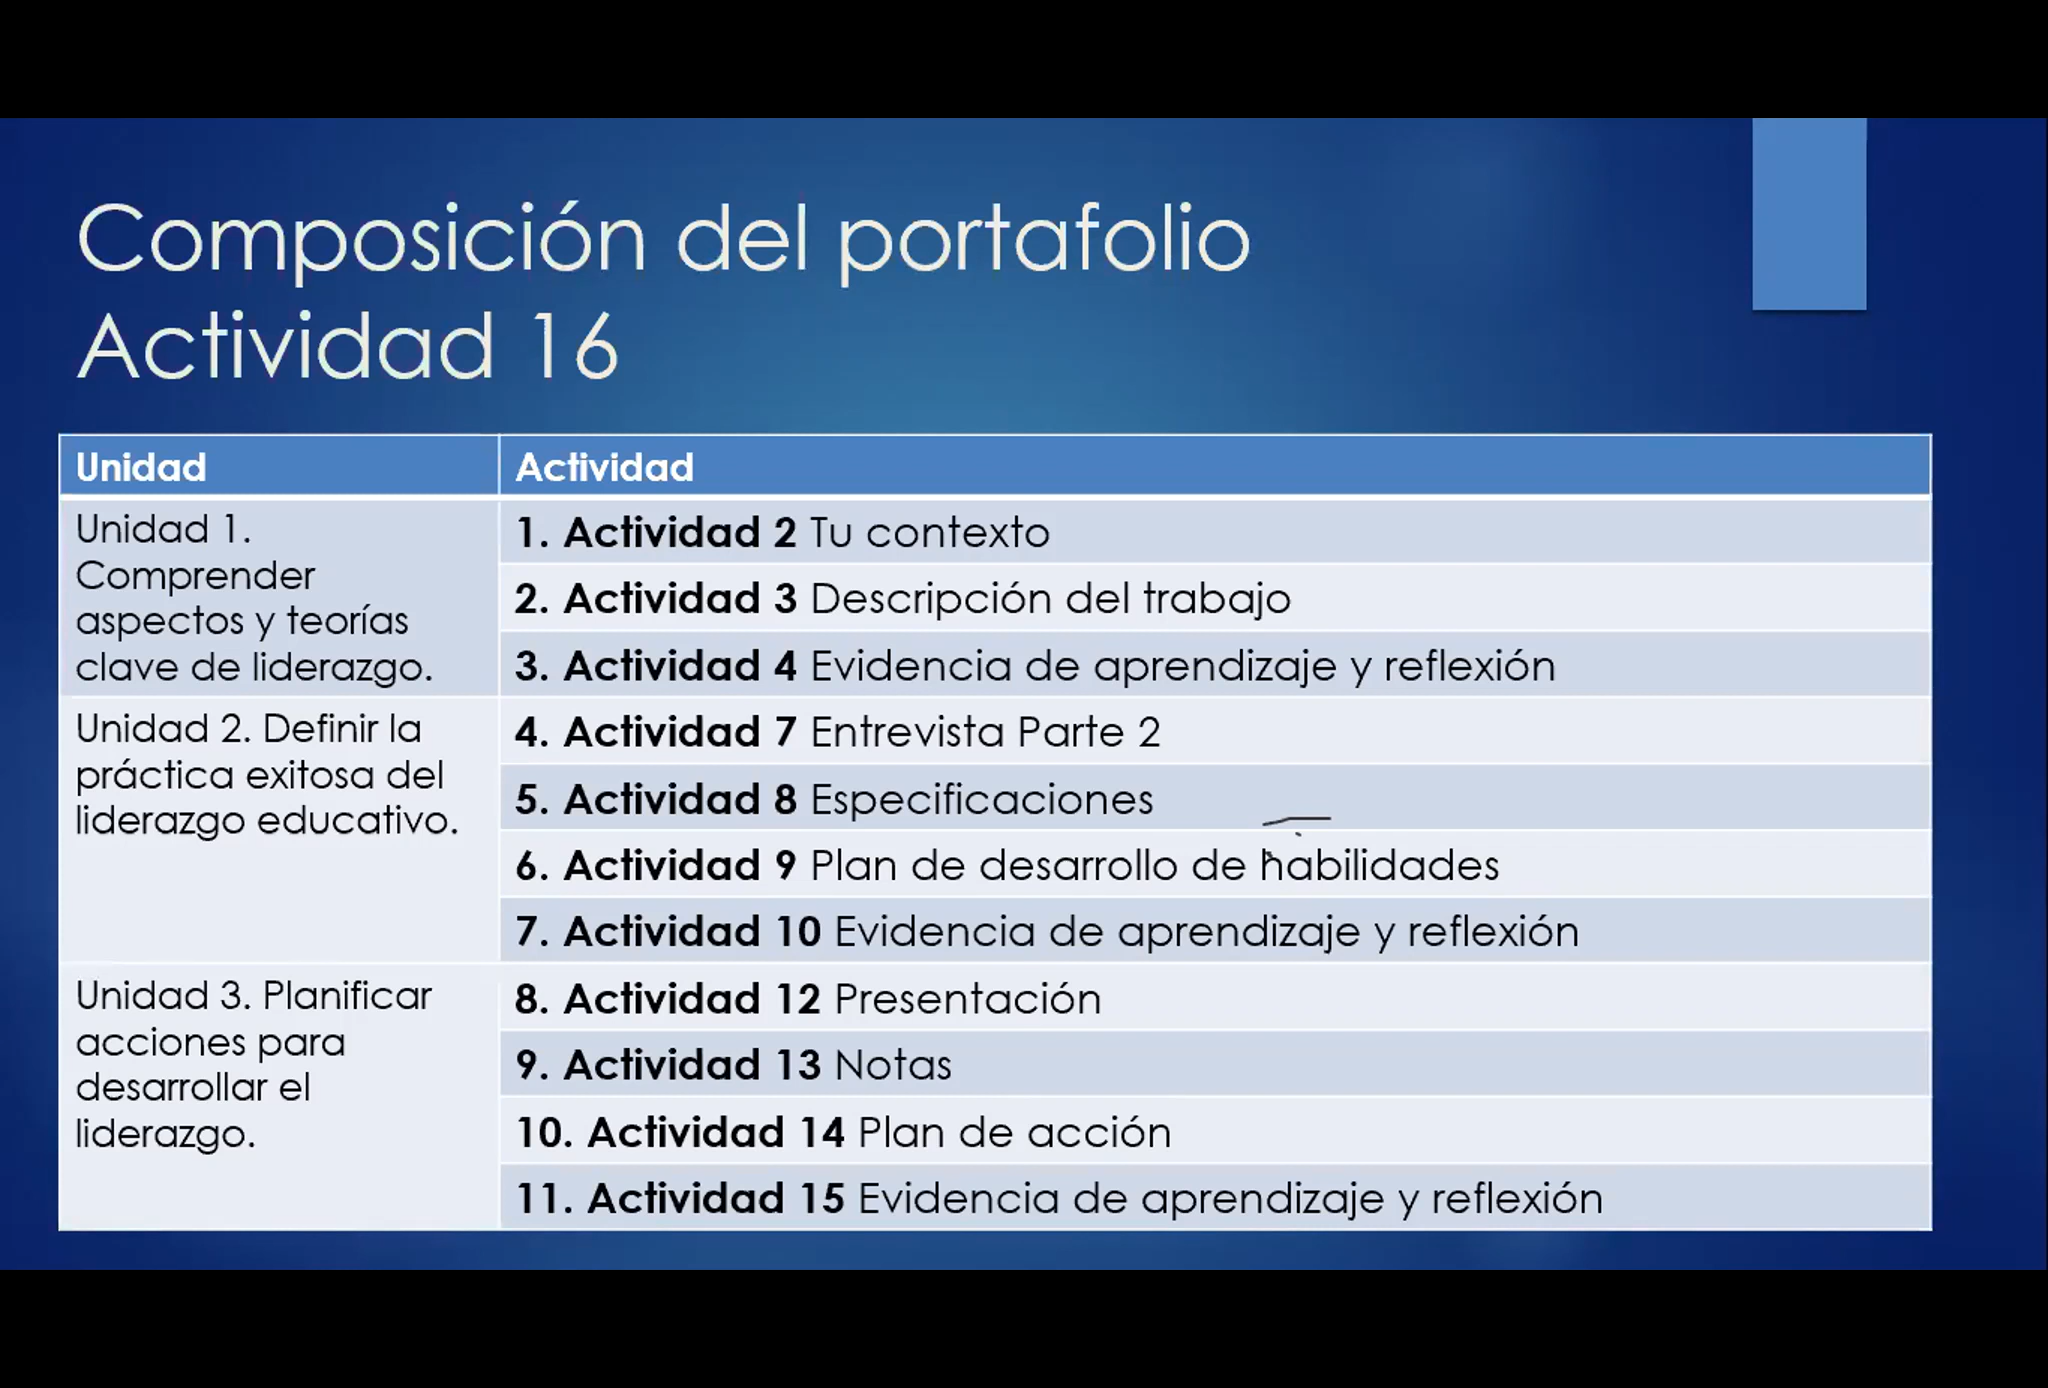 Composición del portafolio
Actividad 16
Unidad
Actividad
Unidad 1.
Comprender
aspectos y teorías
clave de liderazgo.
1. Actividad 2 Tu contexto
2. Actividad 3 Descripción del trabajo
3. Actividad 4 Evidencia de aprendizaje y reflexión
Unidad 2. Definir la
práctica exitosa del
liderazgo educativo.
4. Actividad 7 Entrevista Parte 2
5. Actividad 8 Especificaciones
6. Actividad 9 Plan de desarrollo de habilidades
7. Actividad 10 Evidencia de aprendizaje y reflexión
Unidad 3. Planificar
acciones para
desarrollar el
liderazgo.
8. Actividad 12 Presentación
9. Actividad 13 Notas
10. Actividad 14 Plan de acción
11. Actividad 15 Evidencia de aprendizaje y reflexión